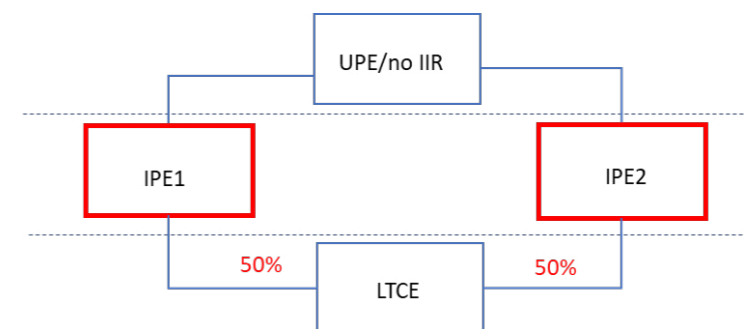 UPE/no IIR
IPE1
IPE2
50%
50%
LTCE